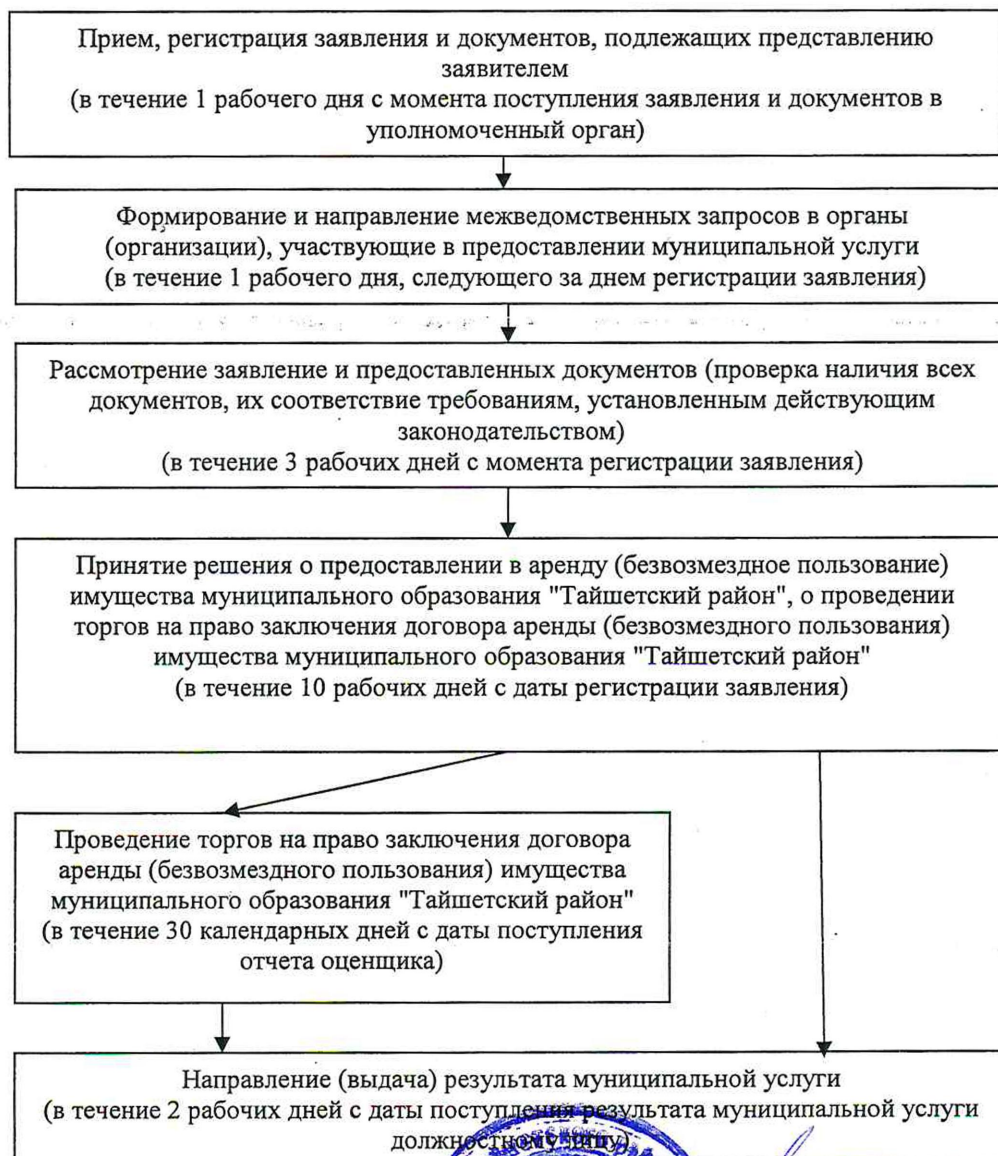 Прием, регистрация заявления и документов, подлежащих представлению
заявителем
(в течение 1 рабочего дня с момента поступления заявления и документов в
уполномоченный орган)
Формирование и направление межведомственных запросов в органы
(организации), участвующие в предоставлении муниципальной услуги
(в течение 1 рабочего дня, следующего за днем регистрации заявления)
Рассмотрение заявление и предоставленных документов (проверка наличия всех
документов, их соответствие требованиям, установленным действующим
законодательством)
(в течение 3 рабочих дней с момента регистрации заявления)
Принятие решения о предоставлении в аренду (безвозмездное пользование)
имущества муниципального образования "Тайшетский район", о проведении
торгов на право заключения договора аренды (безвозмездного пользования)
имущества муниципального образования "Тайшетский район"
(в течение 10 рабочих дней с даты регистрации заявления)
Проведение торгов на право заключения договора
аренды (безвозмездного пользования) имущества
муниципального образования "Тайшетский район"
(в течение 30 календарных дней с даты поступления
отчета оценщика)
Направление (выдача) результата муниципальной услуги
(в течение 2 рабочих дней с даты поступления результата муниципальной услуги
должностному лицу)